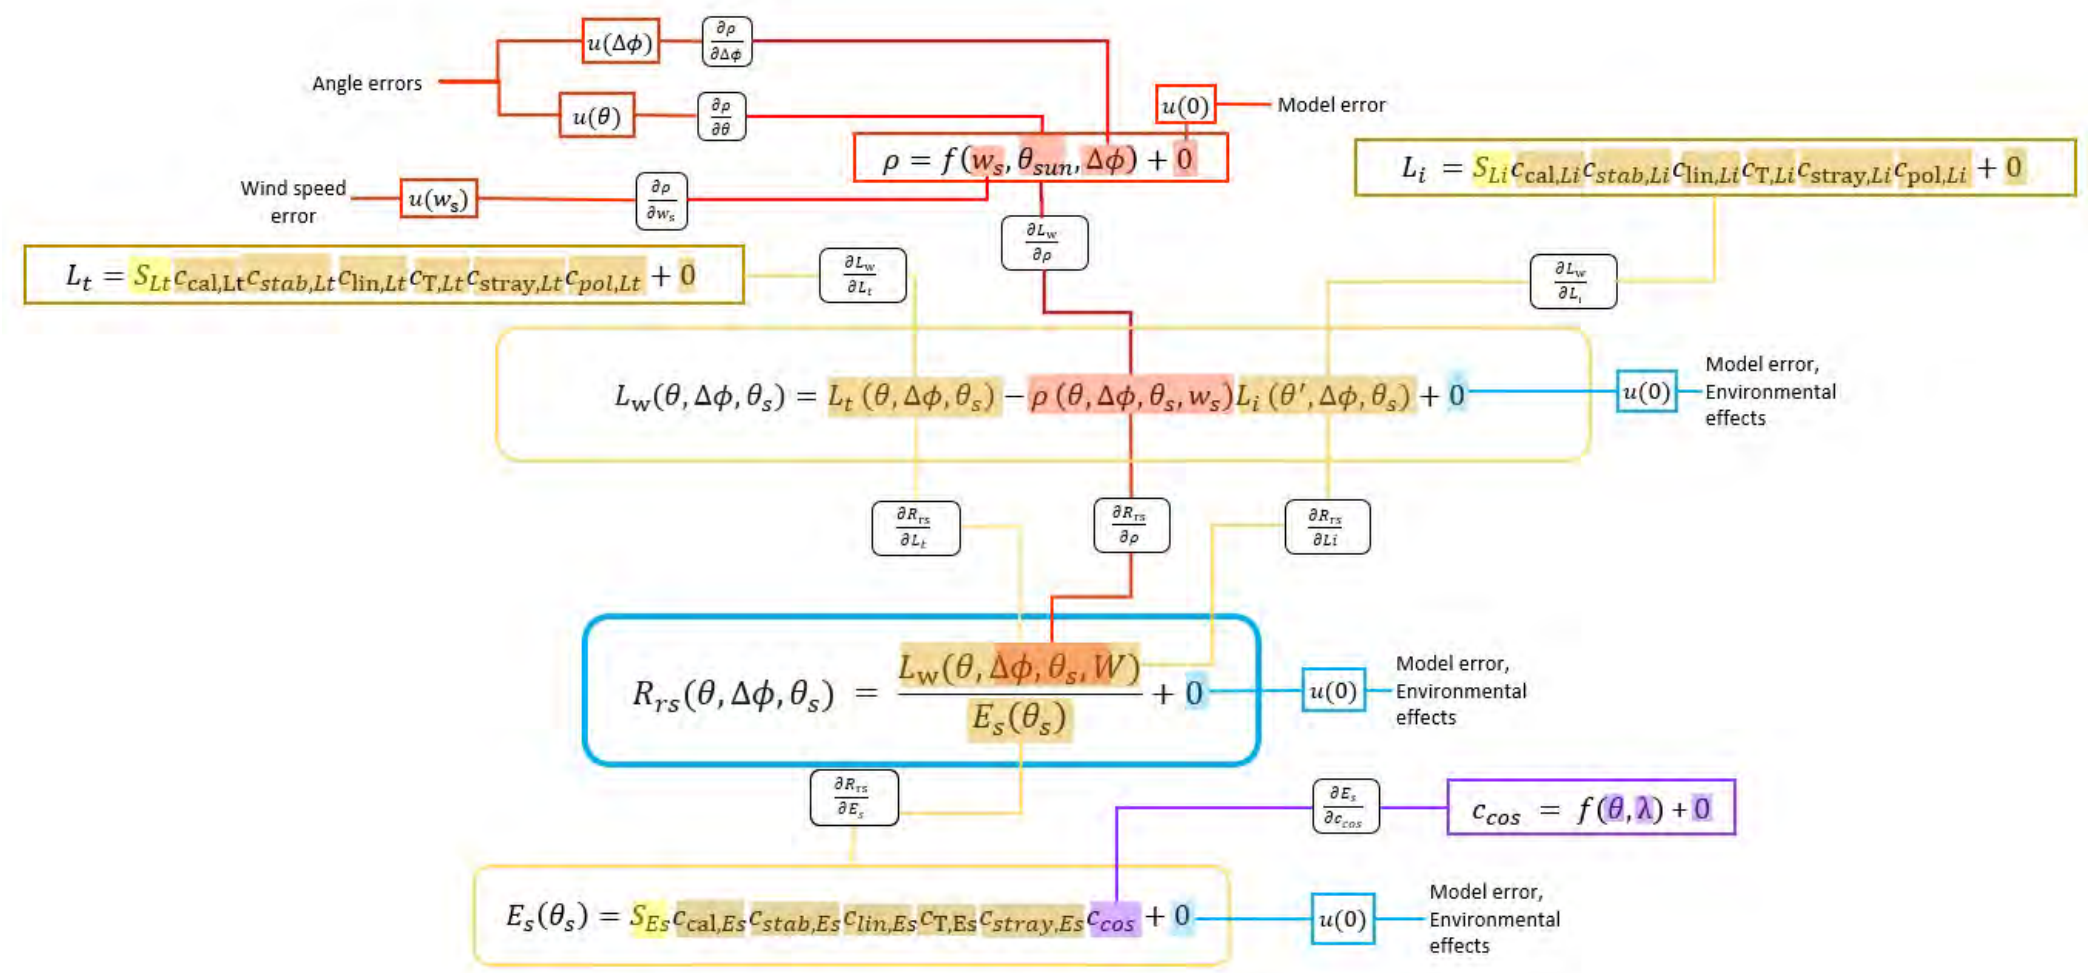 u(Δϕ)
∂ρ
∂Δϕ
Angle errors
u(θ)
∂ρ
∂θ
u(0)
Model error
ρ = f(w_s, θ_sun, Δϕ) + 0
L_i = S_Li c_cal,Li c_stab,Li c_lin,Li c_T,Li c_stray,Li c_pol,Li + 0
Wind speed
error
u(w_s)
∂ρ
∂w_s
∂L_w
∂ρ
L_t = S_Lt c_cal,Lt c_stab,Lt c_lin,Lt c_T,Lt c_stray,Lt c_pol,Lt + 0
∂L_w
∂L_t
∂L_w
∂L_i
L_w(θ, Δϕ, θ_s) = L_t (θ, Δϕ, θ_s) − ρ (θ, Δϕ, θ_s, w_s)L_i (θ′, Δϕ, θ_s) + 0
u(0)
Model error,
Environmental
effects
∂R_rs
∂L_t
∂R_rs
∂ρ
∂R_rs
∂Li
R_rs(θ, Δϕ, θ_s) = L_w(θ, Δϕ, θ_s, W) / E_s(θ_s) + 0
u(0)
Model error,
Environmental
effects
∂R_rs
∂E_s
∂E_s
∂c_cos
c_cos = f(θ, λ) + 0
E_s(θ_s) = S_Es c_cal,Es c_stab,Es c_lin,Es c_T,Es c_stray,Es c_cos + 0
u(0)
Model error,
Environmental
effects